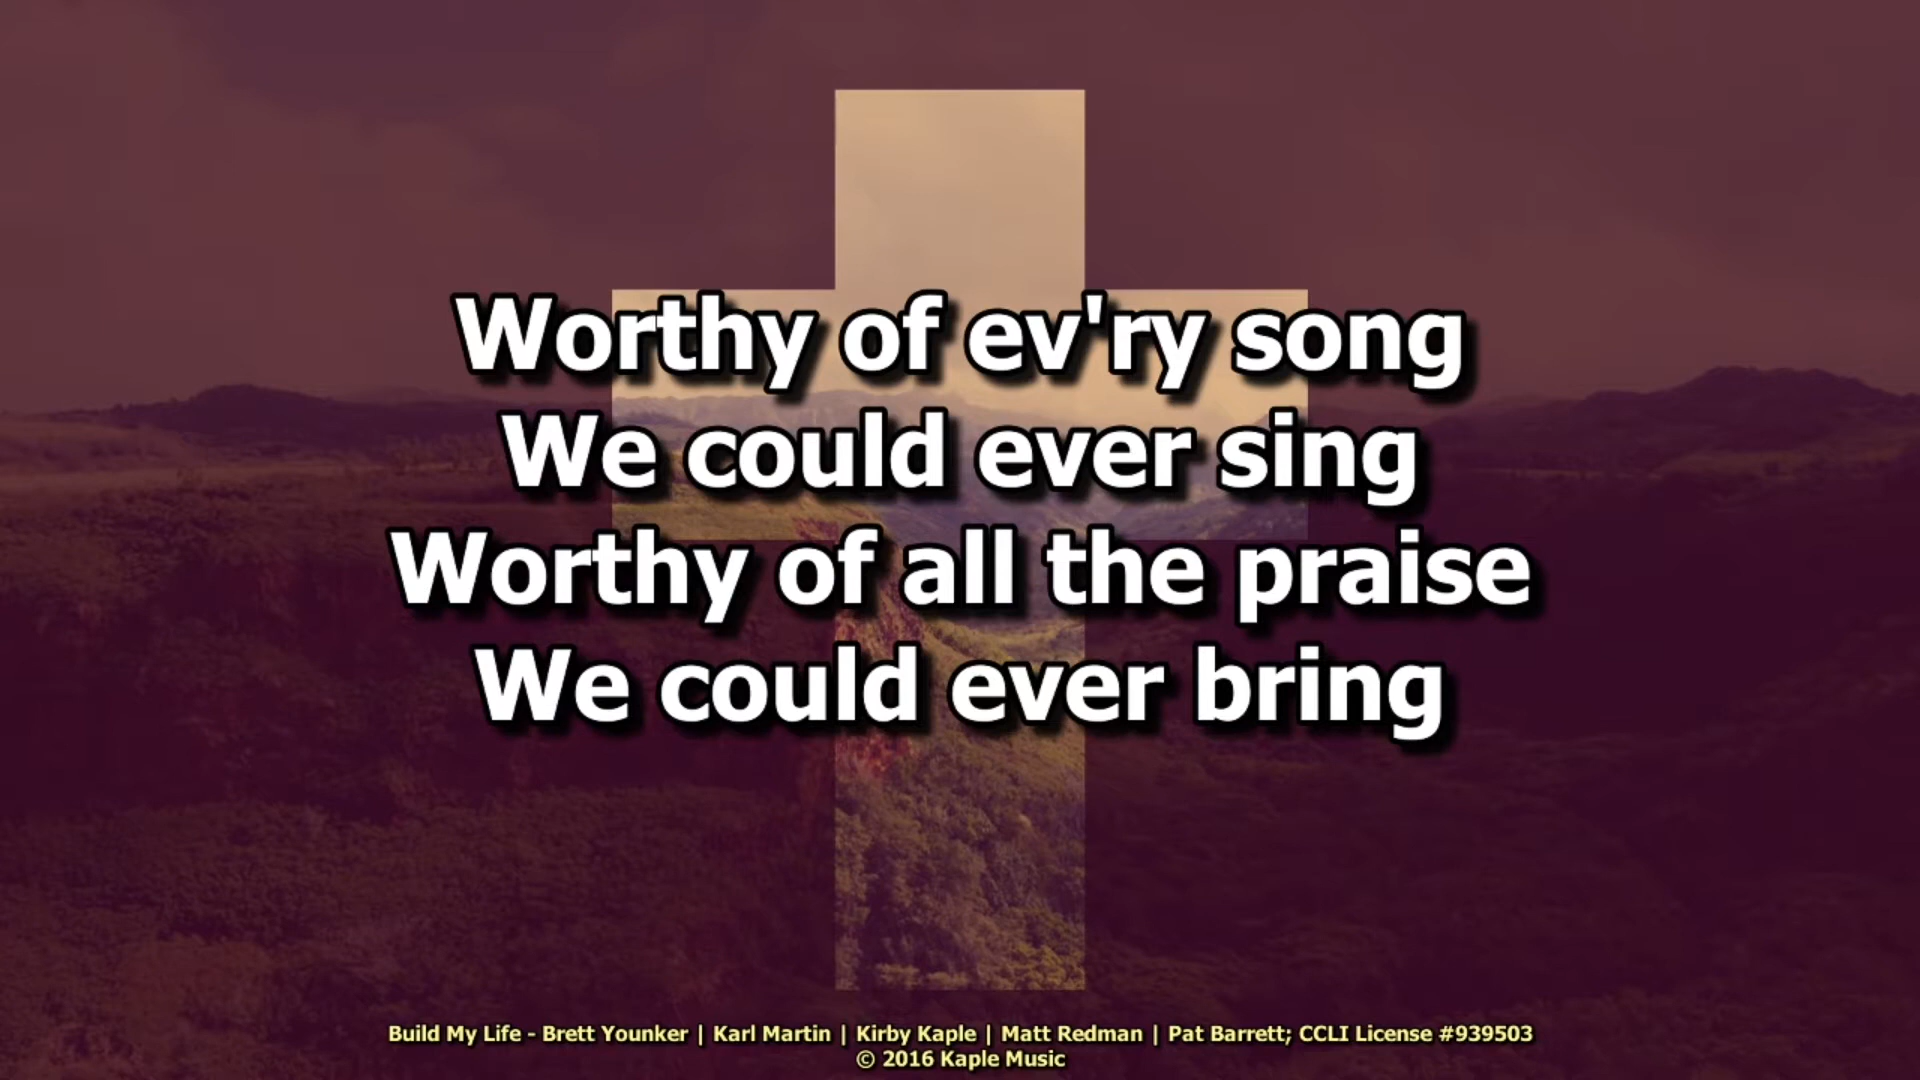 Worthy of ev'ry song
We could ever sing
Worthy of all the praise
We could ever bring
Build My Life - Brett Younker | Karl Martin | Kirby Kaple | Matt Redman | Pat Barrett; CCLI License #939503
© 2016 Kaple Music